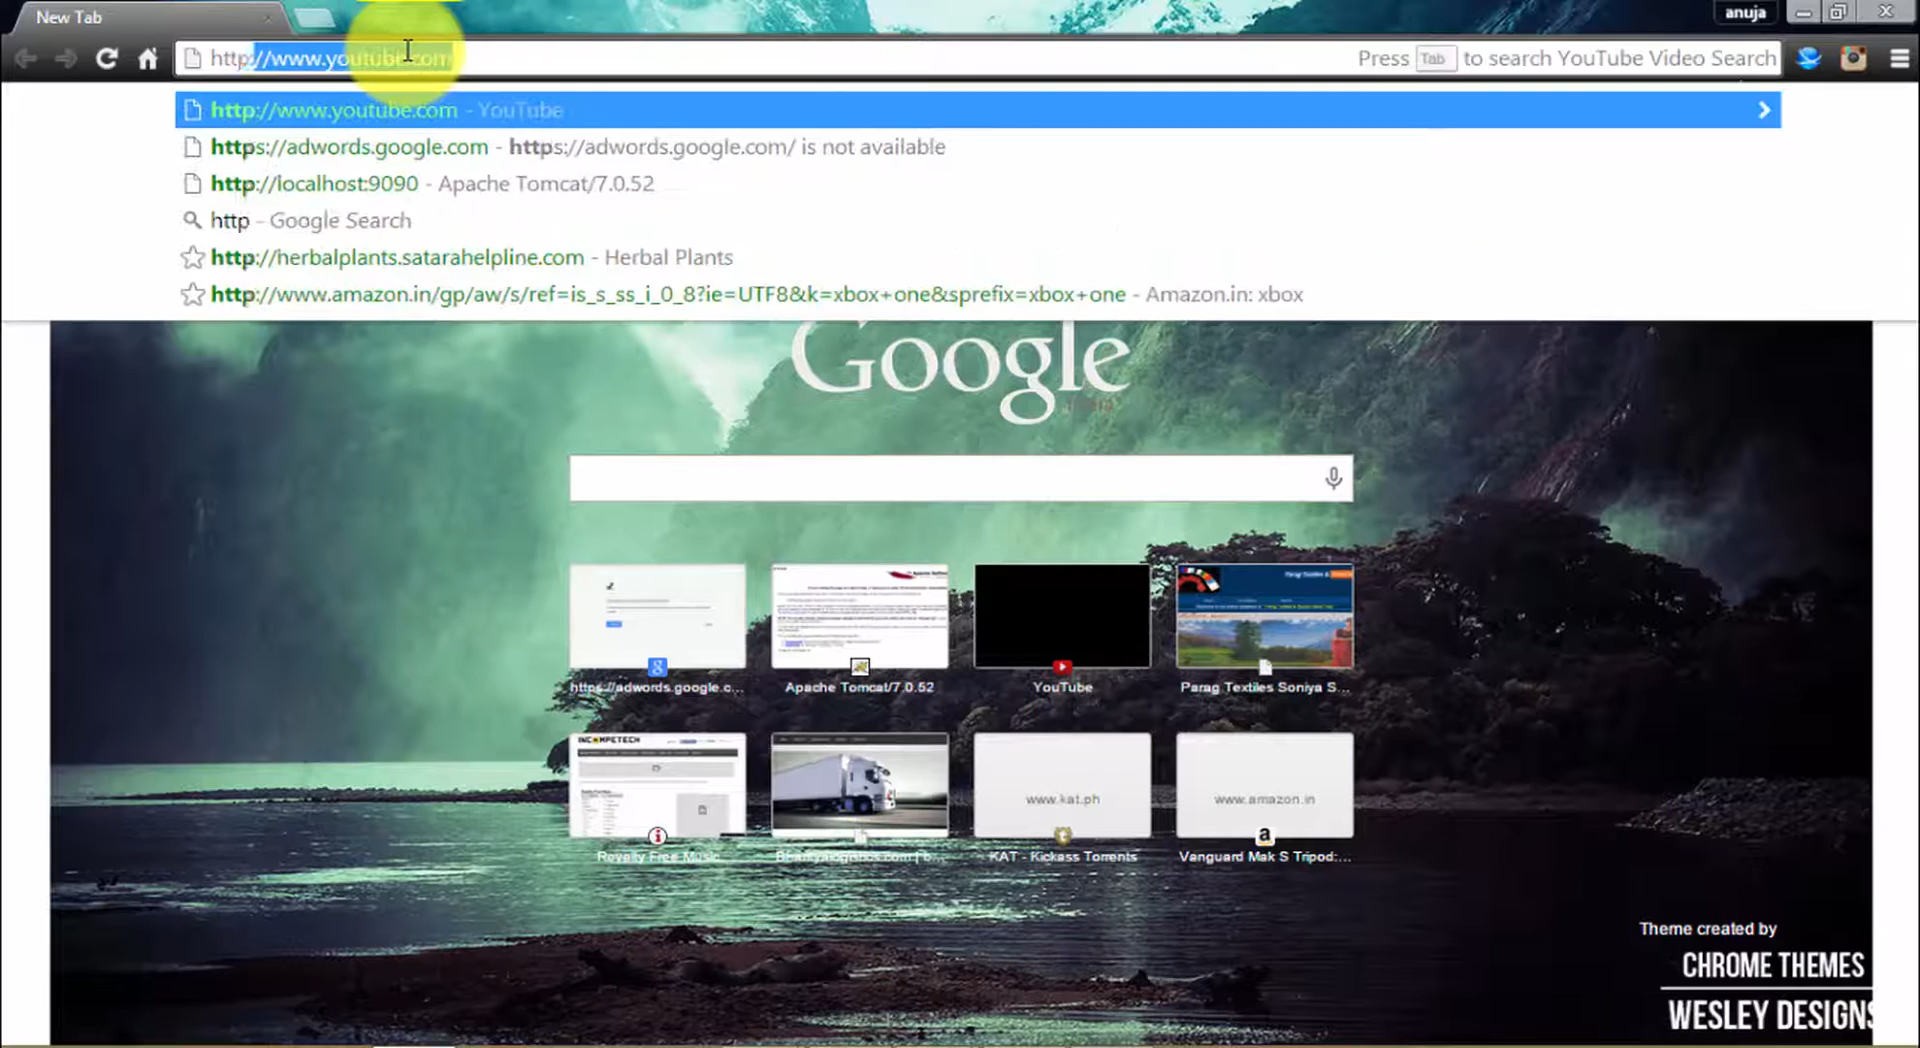 New Tab
anuja
http://www.youtube.com
Press Tab to search YouTube Video Search
http://www.youtube.com - YouTube
https://adwords.google.com - https://adwords.google.com/ is not available
http://localhost:9090 - Apache Tomcat/7.0.52
http - Google Search
http://herbalplants.satarahelpline.com - Herbal Plants
http://www.amazon.in/gp/aw/s/ref=is_s_ss_i_0_8?ie=UTF8&k=xbox+one&sprefix=xbox+one - Amazon.in: xbox
Google
India
https://adwords.google.c...
Apache Tomcat/7.0.52
YouTube
Parag Textiles Soniya S...
INCOMPETECH
www.kat.ph
www.amazon.in
Royalty Free Music
KAT - Kickass Torrents
Vanguard Mak S Tripod:...
Theme created by
CHROME THEMES
WESLEY DESIGNS